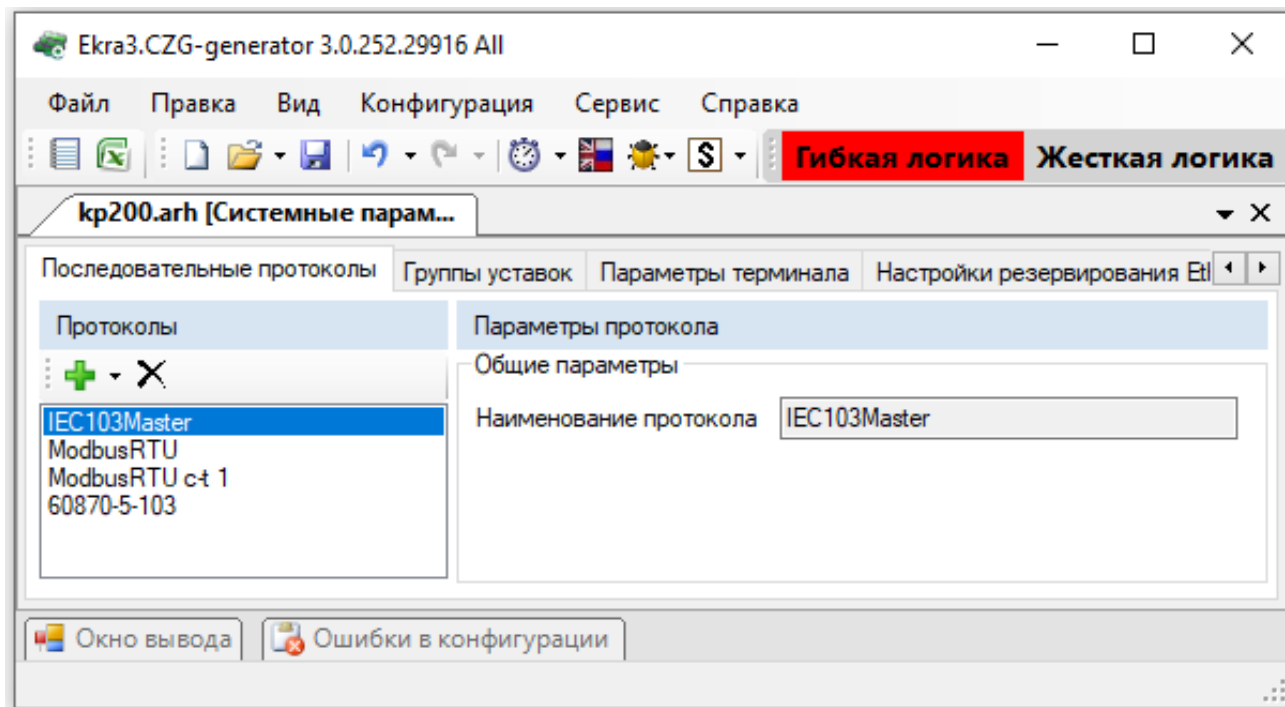 Ekra3.CZG-generator 3.0.252.29916 All
Файл Правка Вид Конфигурация Сервис Справка
S Гибкая логика Жесткая логика
kp200.arh [Системные парам...
Последовательные протоколы Группы уставок Параметры терминала Настройки резервирования Etl
Протоколы Параметры протокола
Общие параметры
Наименование протокола IEC103Master
IEC103Master
ModbusRTU
ModbusRTU c-t 1
60870-5-103
Окно вывода Ошибки в конфигурации